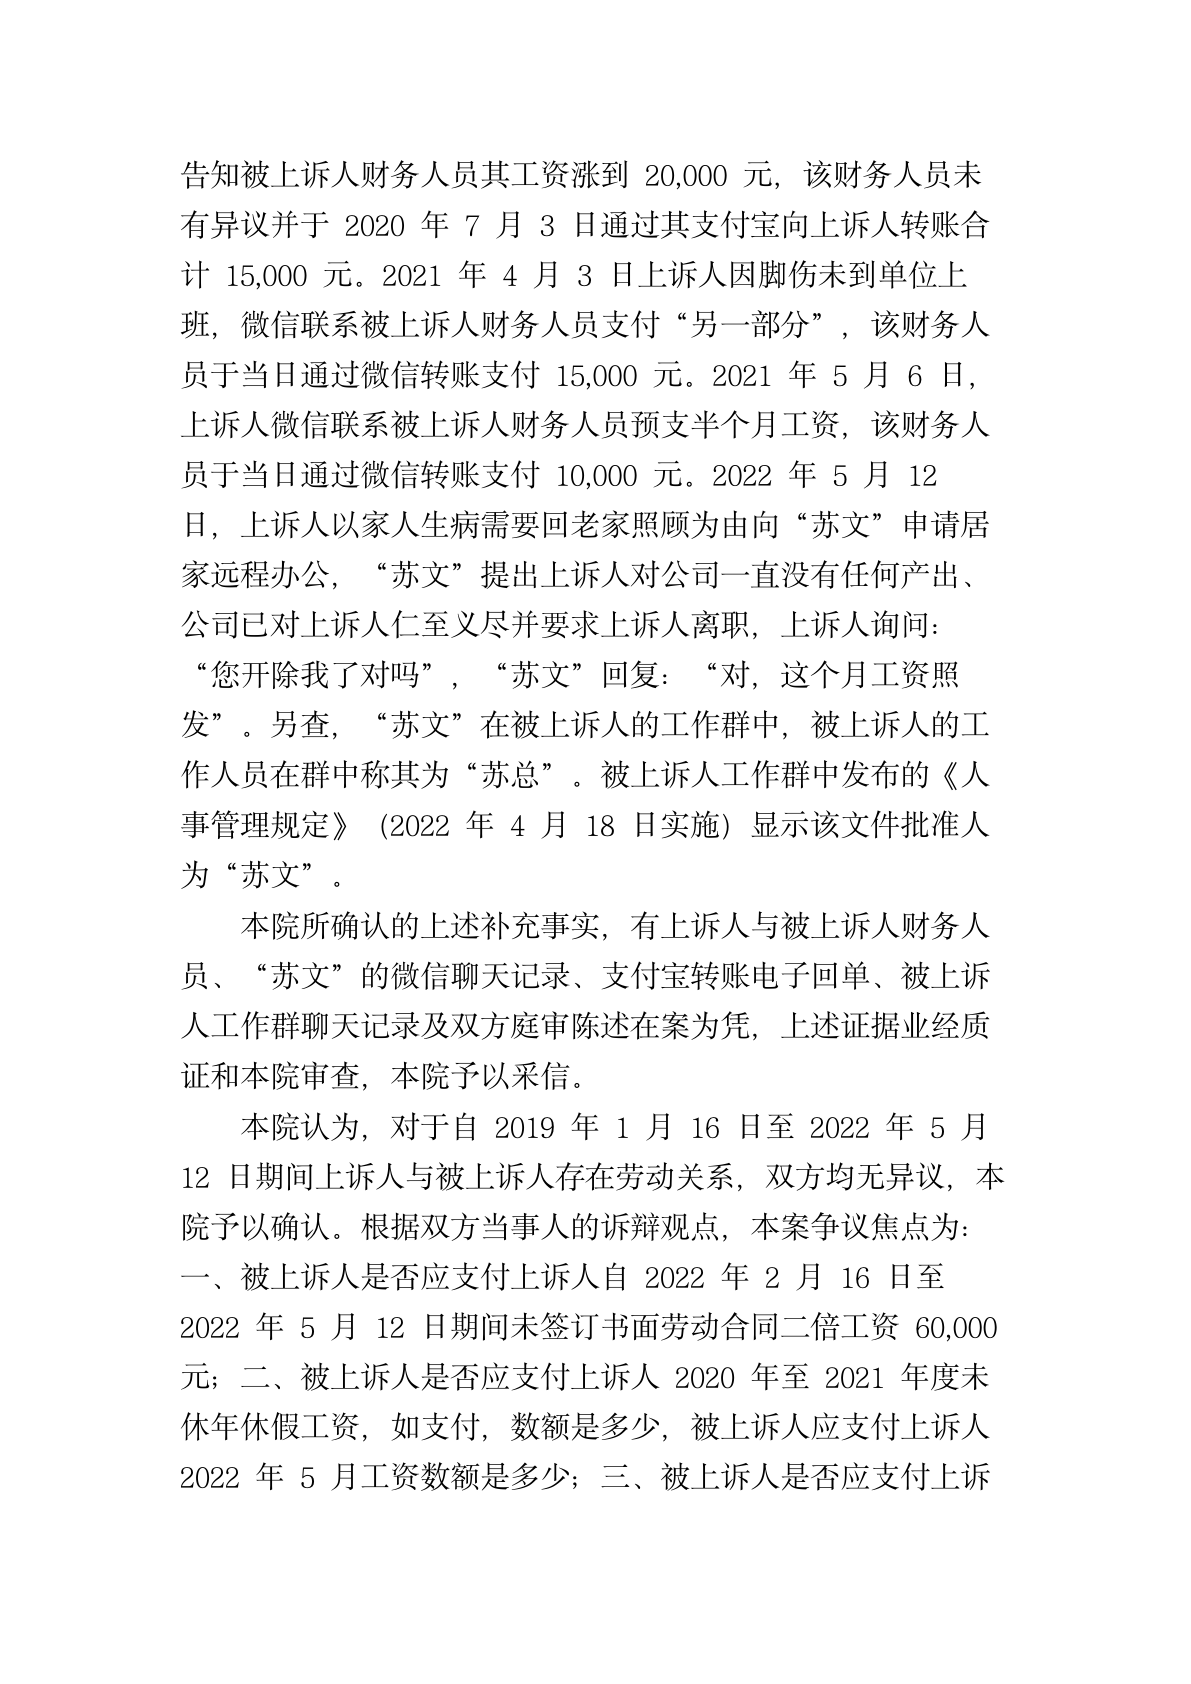 告知被上诉人财务人员其工资涨到 20,000 元，该财务人员未
有异议并于 2020 年 7 月 3 日通过其支付宝向上诉人转账合
计 15,000 元。2021 年 4 月 3 日上诉人因脚伤未到单位上
班，微信联系被上诉人财务人员支付“另一部分”，该财务人
员于当日通过微信转账支付 15,000 元。2021 年 5 月 6 日，
上诉人微信联系被上诉人财务人员预支半个月工资，该财务人
员于当日通过微信转账支付 10,000 元。2022 年 5 月 12
日，上诉人以家人生病需要回老家照顾为由向“苏文”申请居
家远程办公，“苏文”提出上诉人对公司一直没有任何产出、
公司已对上诉人仁至义尽并要求上诉人离职，上诉人询问：
“您开除我了对吗”，“苏文”回复：“对，这个月工资照
发”。另查，“苏文”在被上诉人的工作群中，被上诉人的工
作人员在群中称其为“苏总”。被上诉人工作群中发布的《人
事管理规定》（2022 年 4 月 18 日实施）显示该文件批准人
为“苏文”。
本院所确认的上述补充事实，有上诉人与被上诉人财务人
员、“苏文”的微信聊天记录、支付宝转账电子回单、被上诉
人工作群聊天记录及双方庭审陈述在案为凭，上述证据业经质
证和本院审查，本院予以采信。
本院认为，对于自 2019 年 1 月 16 日至 2022 年 5 月
12 日期间上诉人与被上诉人存在劳动关系，双方均无异议，本
院予以确认。根据双方当事人的诉辩观点，本案争议焦点为：
一、被上诉人是否应支付上诉人自 2022 年 2 月 16 日至
2022 年 5 月 12 日期间未签订书面劳动合同二倍工资 60,000
元；二、被上诉人是否应支付上诉人 2020 年至 2021 年度未
休年休假工资，如支付，数额是多少，被上诉人应支付上诉人
2022 年 5 月工资数额是多少；三、被上诉人是否应支付上诉